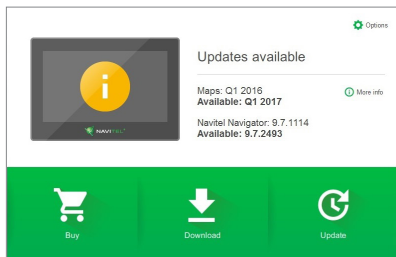 Options
Updates available
Maps: Q1 2016
Available: Q1 2017
More info
Navitel Navigator: 9.7.1114
Available: 9.7.2493
NAVITEL
Buy
Download
Update